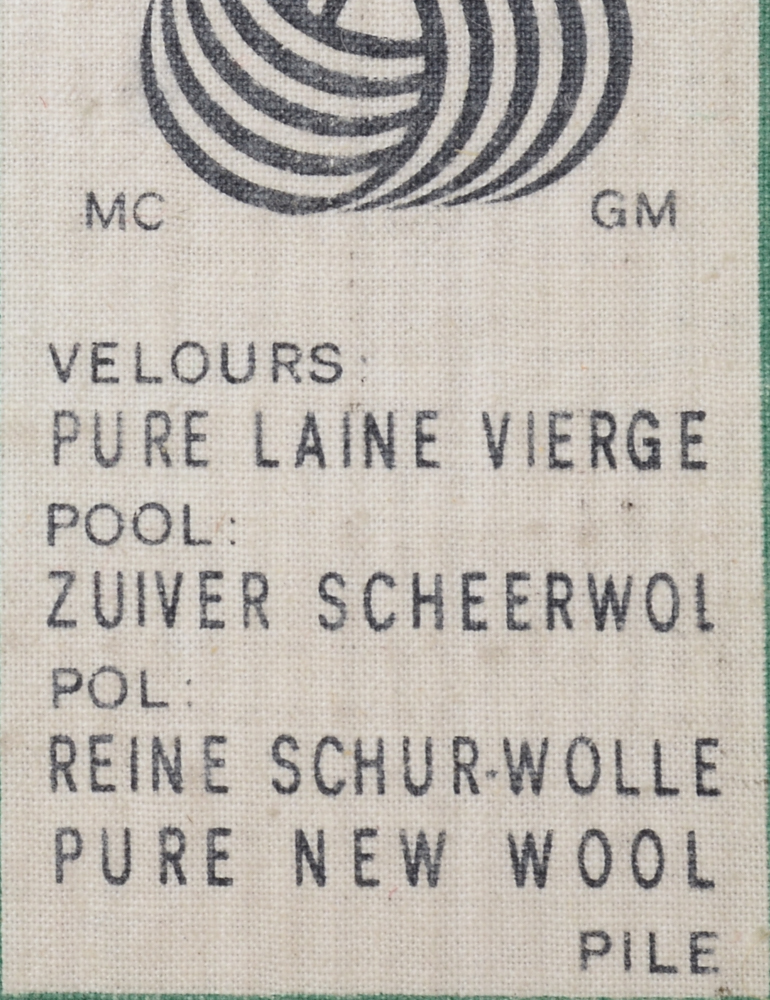 MC GM
VELOURS:
PURE LAINE VIERGE
POOL:
ZUIVER SCHEERWOL
POL:
REINE SCHUR-WOLLE
PURE NEW WOOL
PILE